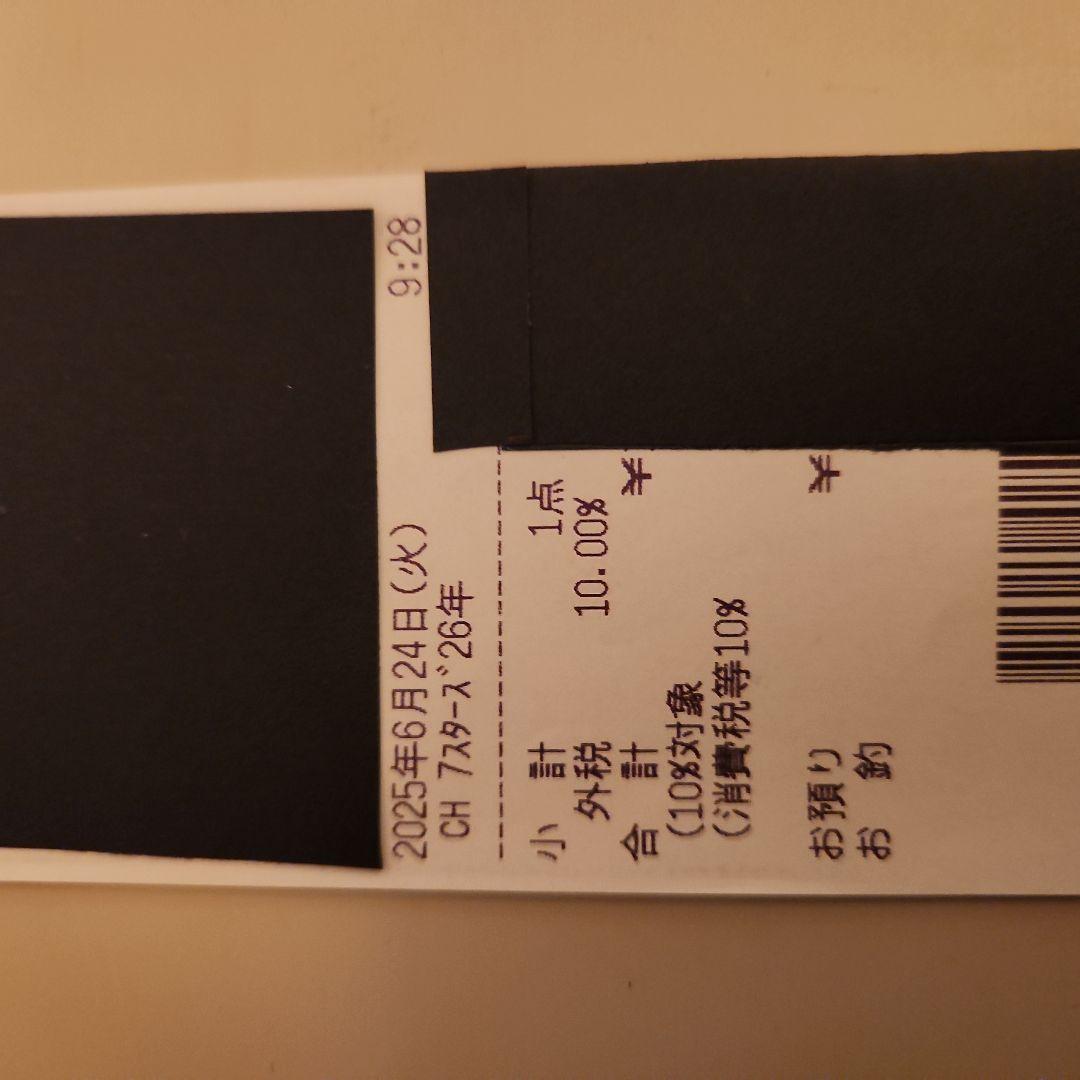 2025年6月24日(火) 9:28
CH 7ｽﾀｰｽﾞ26年
小 計 1点
外税 10.00%
合 計 ¥
(10%対象
(消費税等10%
お預り ¥
お 釣